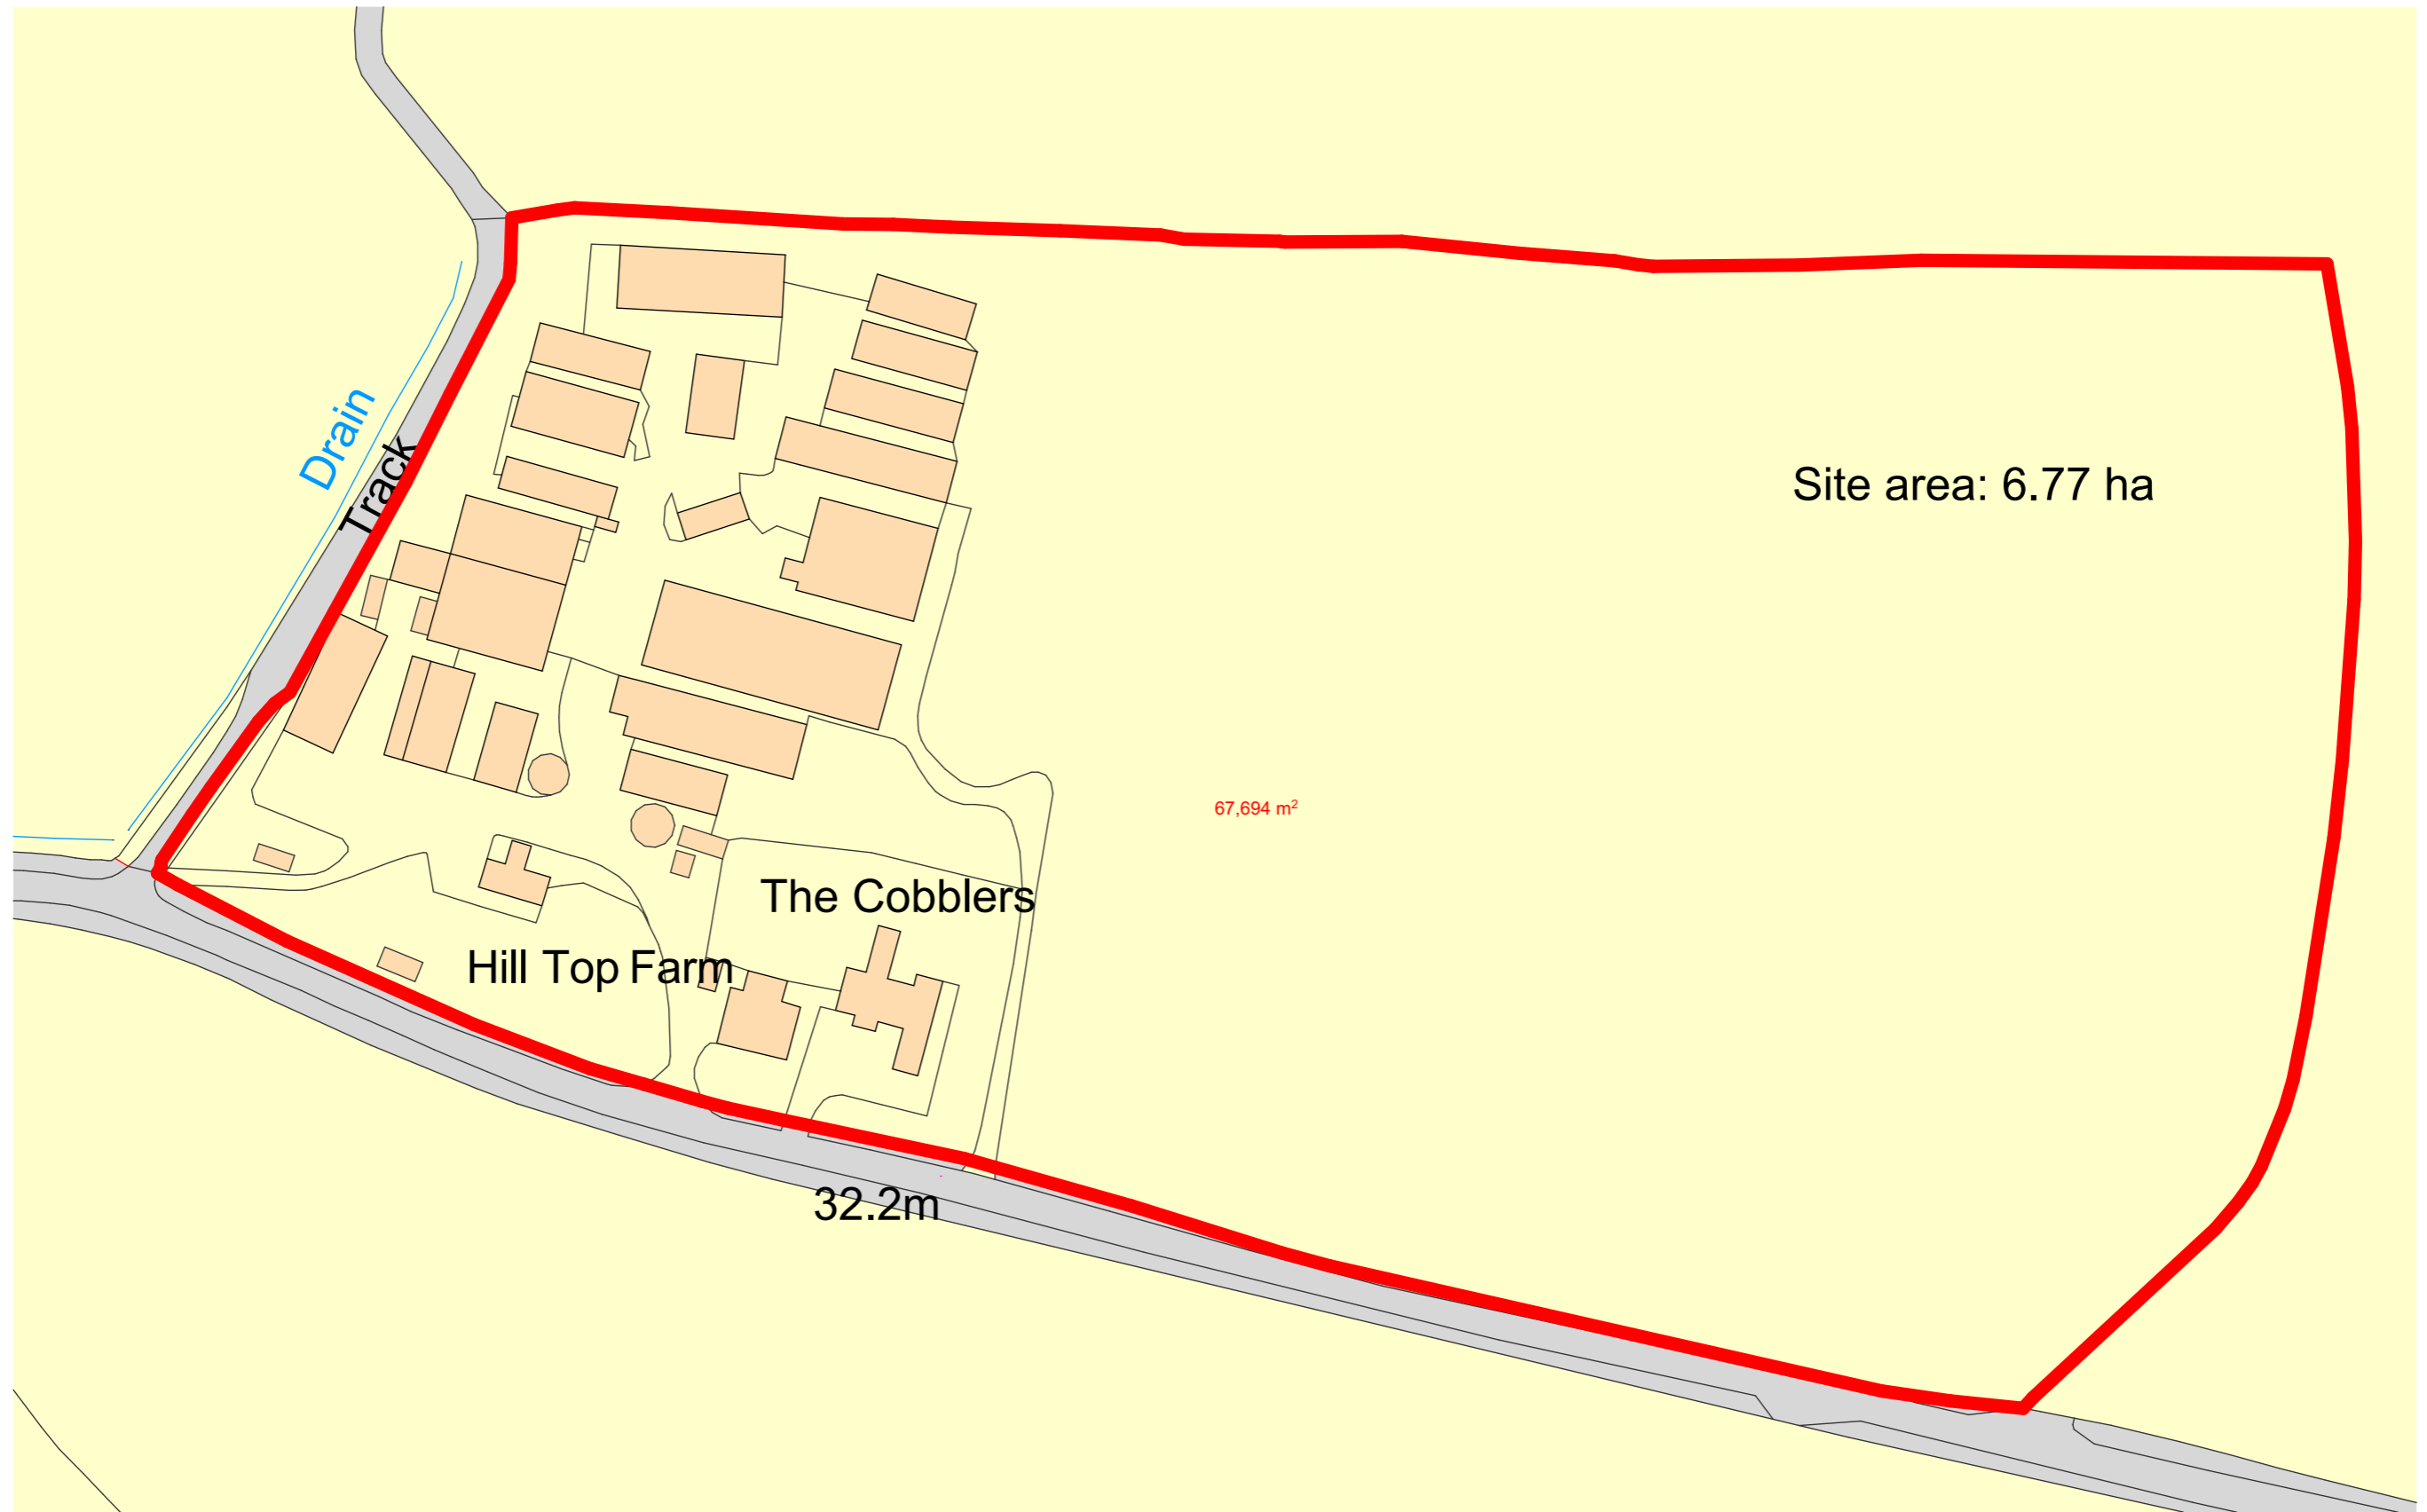 Drain
Track
Site area: 6.77 ha
67,694 m²
The Cobblers
Hill Top Farm
32.2m